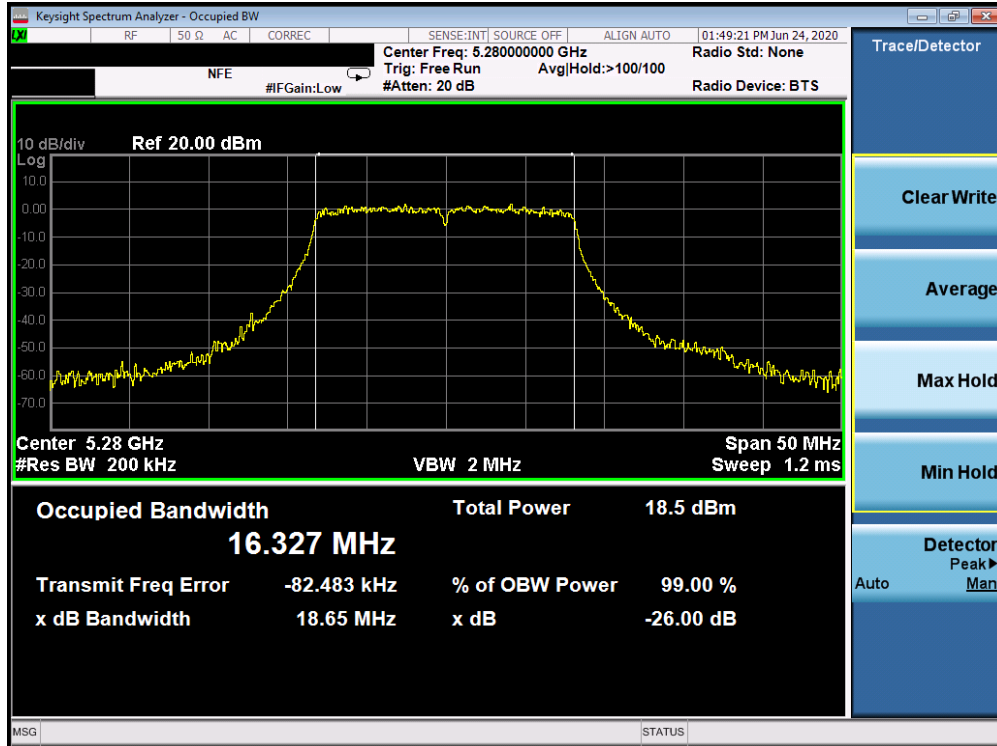 Keysight Spectrum Analyzer - Occupied BW
LXI RF 50 Ω AC CORREC SENSE:INT SOURCE OFF ALIGN AUTO 01:49:21 PM Jun 24, 2020
Center Freq: 5.280000000 GHz Radio Std: None
NFE Trig: Free Run Avg|Hold:>100/100
#IFGain:Low #Atten: 20 dB Radio Device: BTS
10 dB/div Ref 20.00 dBm
Log
10.0
0.00
-10.0
-20.0
-30.0
-40.0
-50.0
-60.0
-70.0
Center 5.28 GHz Span 50 MHz
#Res BW 200 kHz VBW 2 MHz Sweep 1.2 ms
Occupied Bandwidth Total Power 18.5 dBm
16.327 MHz
Transmit Freq Error -82.483 kHz % of OBW Power 99.00 %
x dB Bandwidth 18.65 MHz x dB -26.00 dB
MSG STATUS
Trace/Detector
Clear Write
Average
Max Hold
Min Hold
Detector
Peak▶
Auto Man